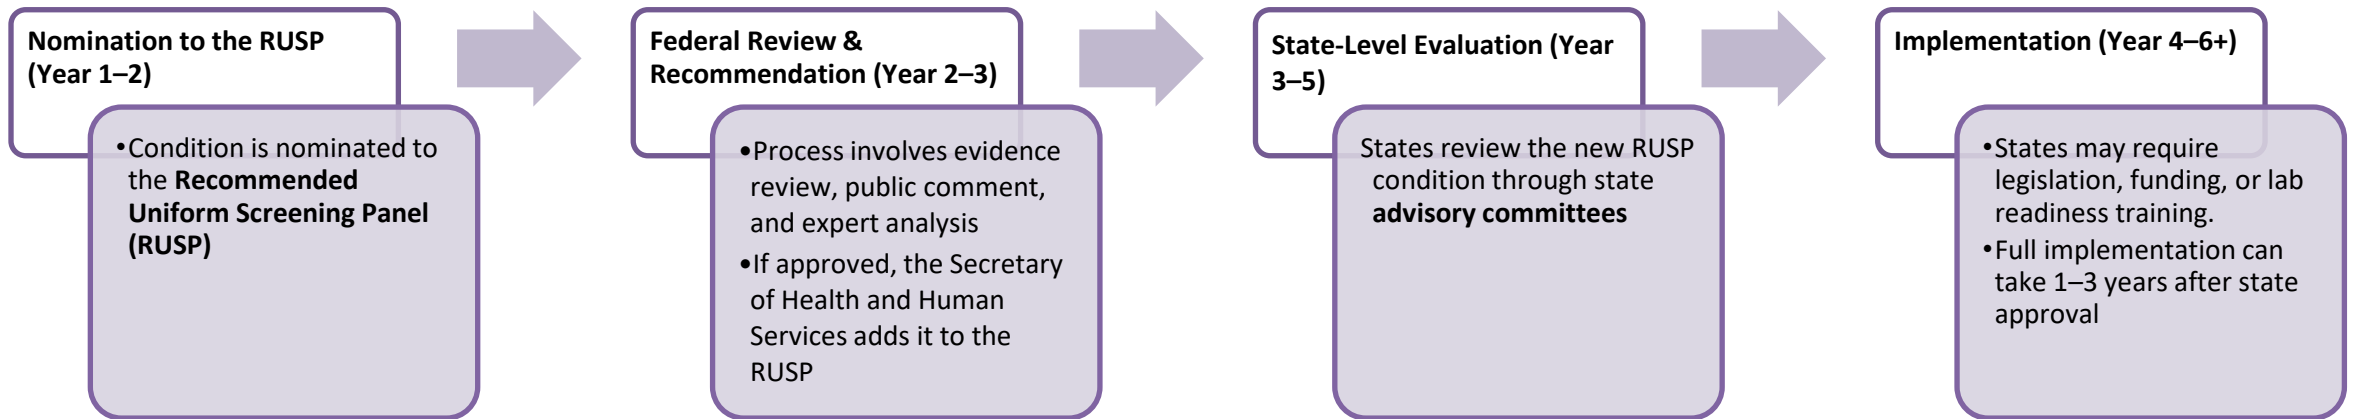 Nomination to the RUSP
(Year 1–2)
•Condition is nominated to
the Recommended
Uniform Screening Panel
(RUSP)
Federal Review &
Recommendation (Year 2–3)
•Process involves evidence
review, public comment,
and expert analysis
•If approved, the Secretary
of Health and Human
Services adds it to the
RUSP
State-Level Evaluation (Year
3–5)
States review the new RUSP
condition through state
advisory committees
Implementation (Year 4–6+)
•States may require
legislation, funding, or lab
readiness training.
•Full implementation can
take 1–3 years after state
approval